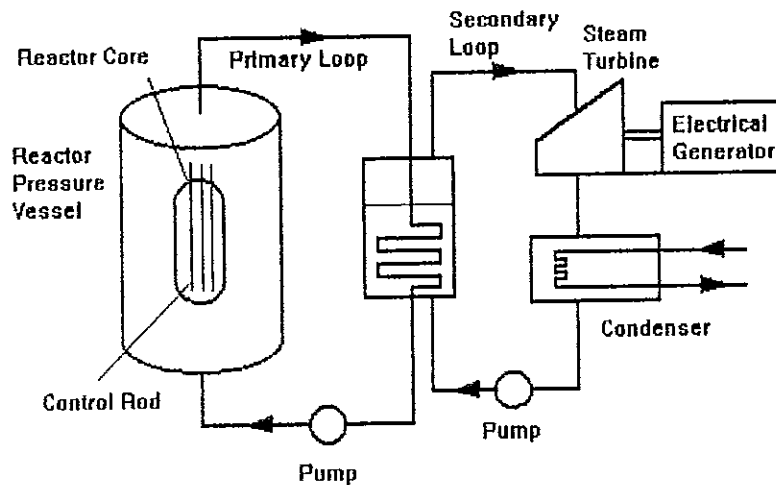 Secondary
Loop
Steam
Turbine
Reactor Core
Primary Loop
Electrical
Generator
Reactor
Pressure
Vessel
Condenser
Control Rod
Pump
Pump